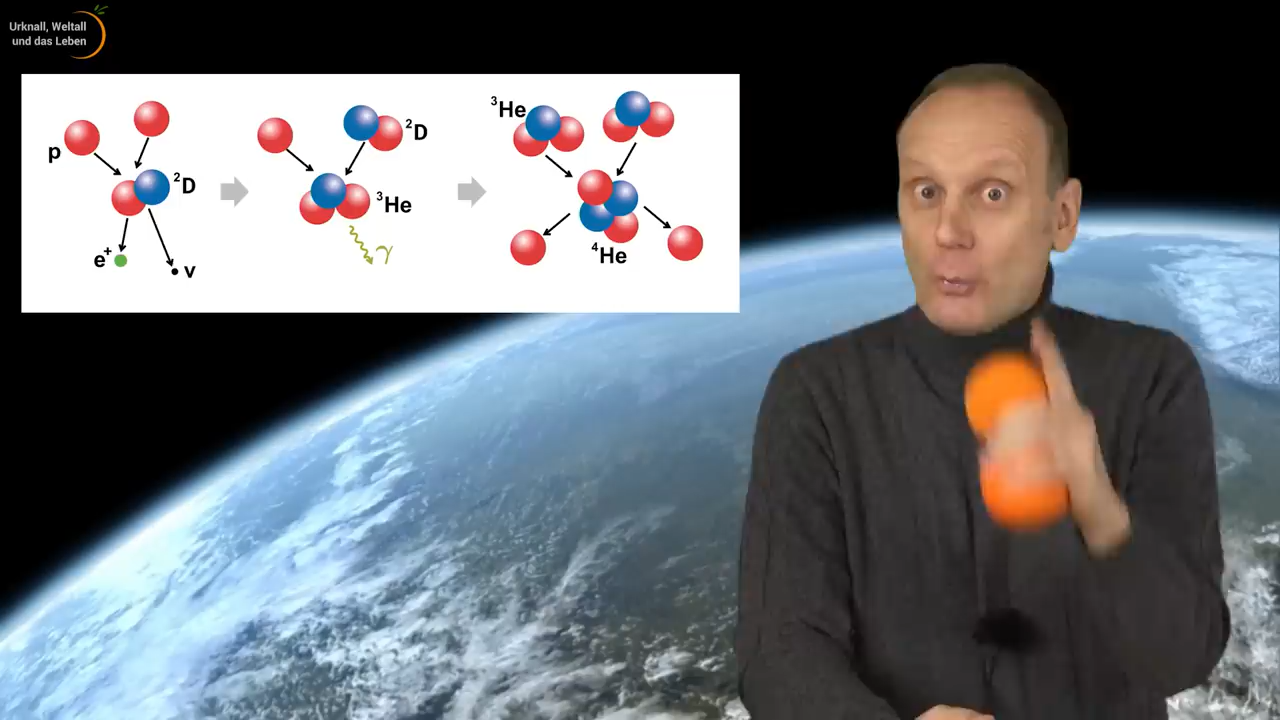 Urknall, Weltall
und das Leben
p
²D
e⁺
ν
²D
³He
γ
³He
⁴He